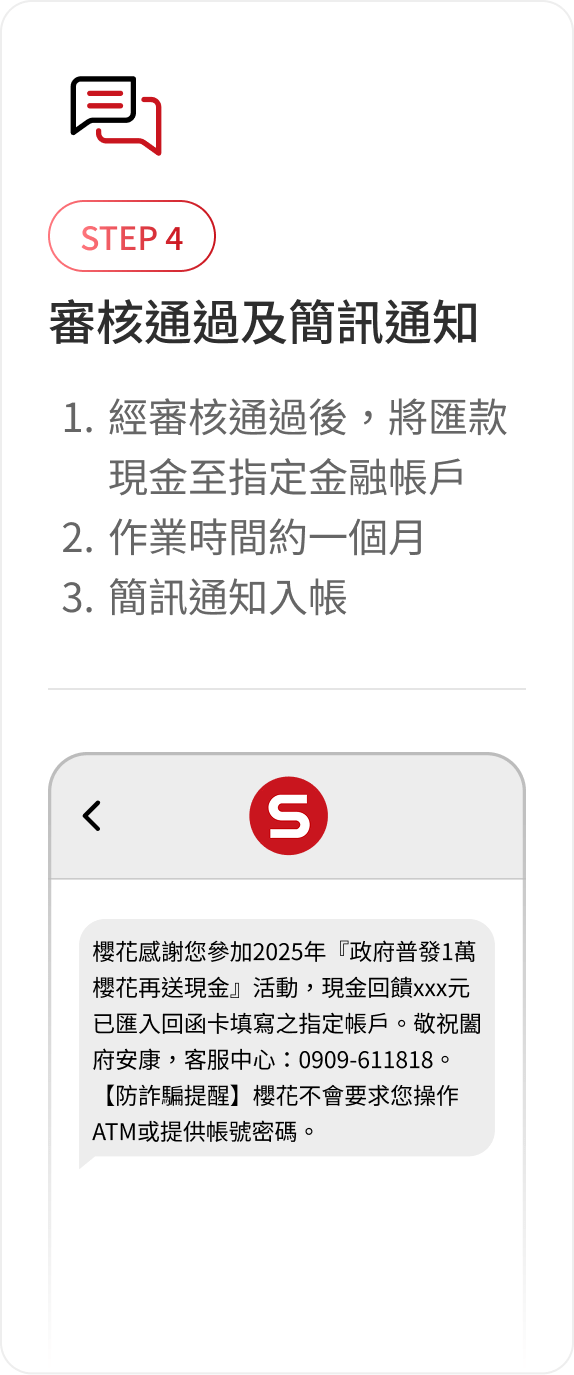 STEP 4
審核通過及簡訊通知
1. 經審核通過後，將匯款
現金至指定金融帳戶
2. 作業時間約一個月
3. 簡訊通知入帳
S
櫻花感謝您參加2025年『政府普發1萬
櫻花再送現金』活動，現金回饋xxx元
已匯入回函卡填寫之指定帳戶。敬祝闔
府安康，客服中心：0909-611818。
【防詐騙提醒】櫻花不會要求您操作
ATM或提供帳號密碼。